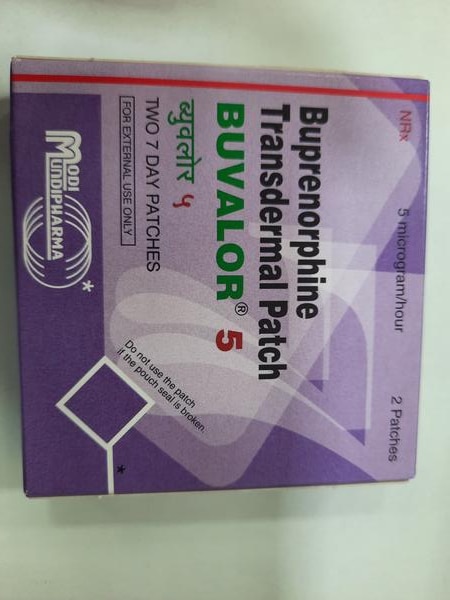 NRx
5 microgram/hour
2 Patches
Buprenorphine
Transdermal Patch
BUVALOR® 5
ब्युवलोर ५
TWO 7 DAY PATCHES
FOR EXTERNAL USE ONLY
Do not use the patch
if the pouch seal is broken.
MODI
MUNDIPHARMA
*
*